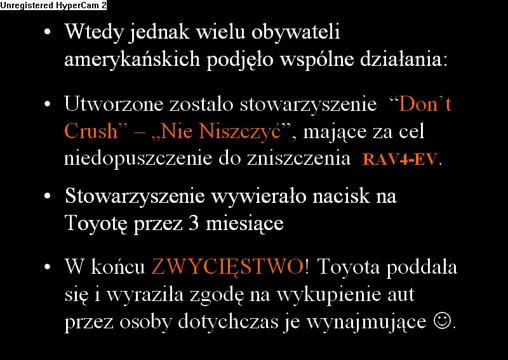 Unregistered HyperCam 2
• Wtedy jednak wielu obywateli
amerykańskich podjęło wspólne działania:
• Utworzone zostało stowarzyszenie “Don’t
Crush” – „Nie Niszczyć”, mające za cel
niedopuszczenie do zniszczenia RAV4-EV.
• Stowarzyszenie wywierało nacisk na
Toyotę przez 3 miesiące
• W końcu ZWYCIĘSTWO! Toyota poddala
się i wyraziła zgodę na wykupienie aut
przez osoby dotychczas je wynajmujące ☺.